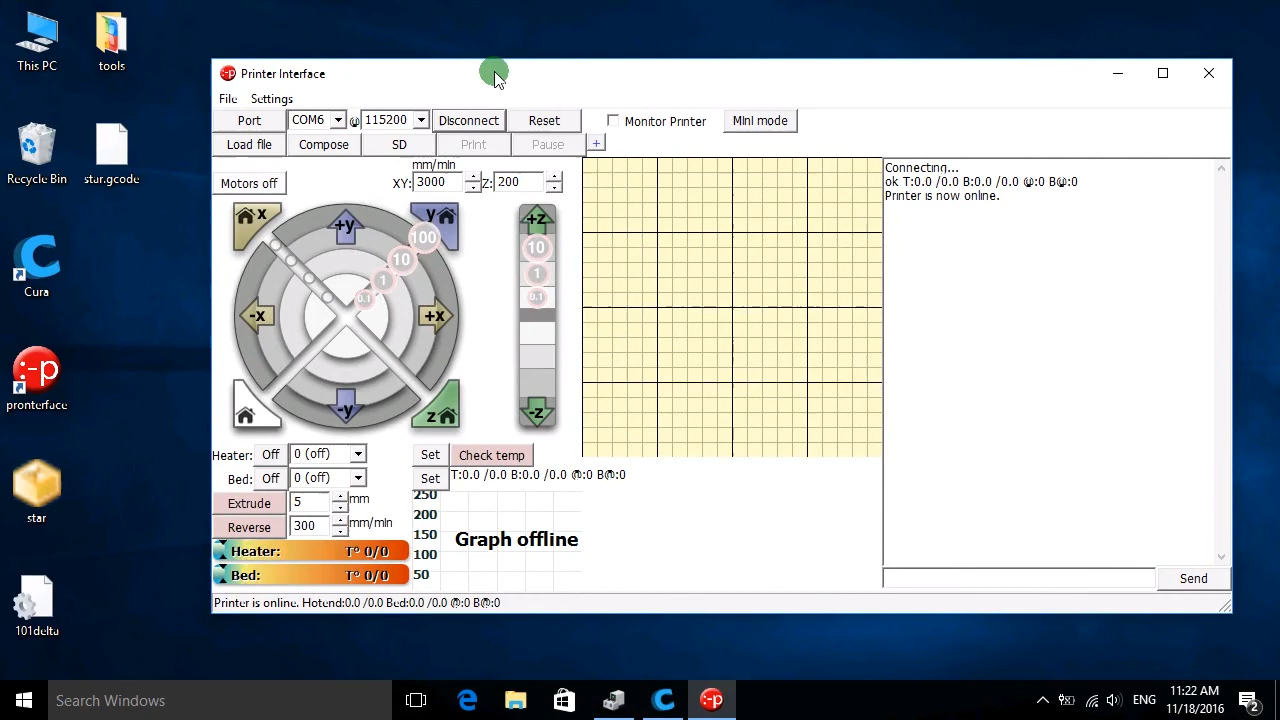 This PC
tools
Recycle Bin
star.gcode
Cura
pronterface
star
101delta
:-p Printer Interface
File Settings
Port COM6 @ 115200 Disconnect Reset Monitor Printer Mini mode
Load file Compose SD Print Pause +
Motors off
mm/min
XY: 3000 Z: 200
x
y
z
+y
-y
-x
+x
100
10
1
0.1
+z
10
1
0.1
-z
Heater: Off 0 (off) Set Check temp
Bed: Off 0 (off) Set T:0.0 /0.0 B:0.0 /0.0 @:0 B@:0
Extrude 5 mm
Reverse 300 mm/min
Heater: T° 0/0
Bed: T° 0/0
250
200
150
100
50
Graph offline
Connecting...
ok T:0.0 /0.0 B:0.0 /0.0 @:0 B@:0
Printer is now online.
Send
Printer is online. Hotend:0.0 /0.0 Bed:0.0 /0.0 @:0 B@:0
Search Windows
ENG
11:22 AM
11/18/2016
2